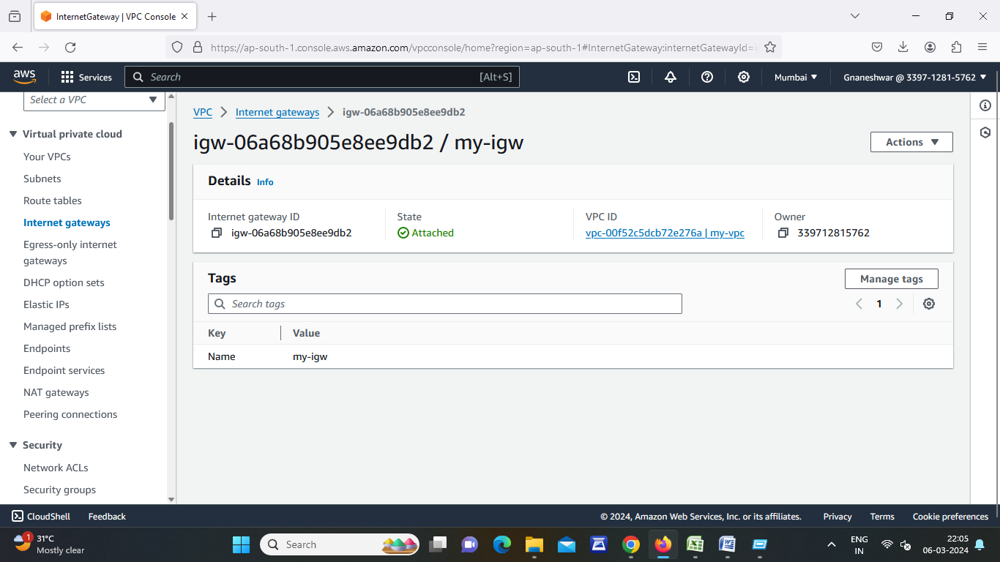 InternetGateway | VPC Console
https://ap-south-1.console.aws.amazon.com/vpcconsole/home?region=ap-south-1#InternetGateway:internetGatewayId=
aws
Services
Search
[Alt+S]
Mumbai
Gnaneshwar @ 3397-1281-5762
Select a VPC
Virtual private cloud
Your VPCs
Subnets
Route tables
Internet gateways
Egress-only internet
gateways
DHCP option sets
Elastic IPs
Managed prefix lists
Endpoints
Endpoint services
NAT gateways
Peering connections
Security
Network ACLs
Security groups
VPC
Internet gateways
igw-06a68b905e8ee9db2
igw-06a68b905e8ee9db2 / my-igw
Actions
Details Info
Internet gateway ID
igw-06a68b905e8ee9db2
State
Attached
VPC ID
vpc-00f52c5dcb72e276a | my-vpc
Owner
339712815762
Tags
Manage tags
Search tags
1
Key
Value
Name
my-igw
CloudShell
Feedback
© 2024, Amazon Web Services, Inc. or its affiliates.
Privacy
Terms
Cookie preferences
1
31°C
Mostly clear
Search
ENG
IN
22:05
06-03-2024